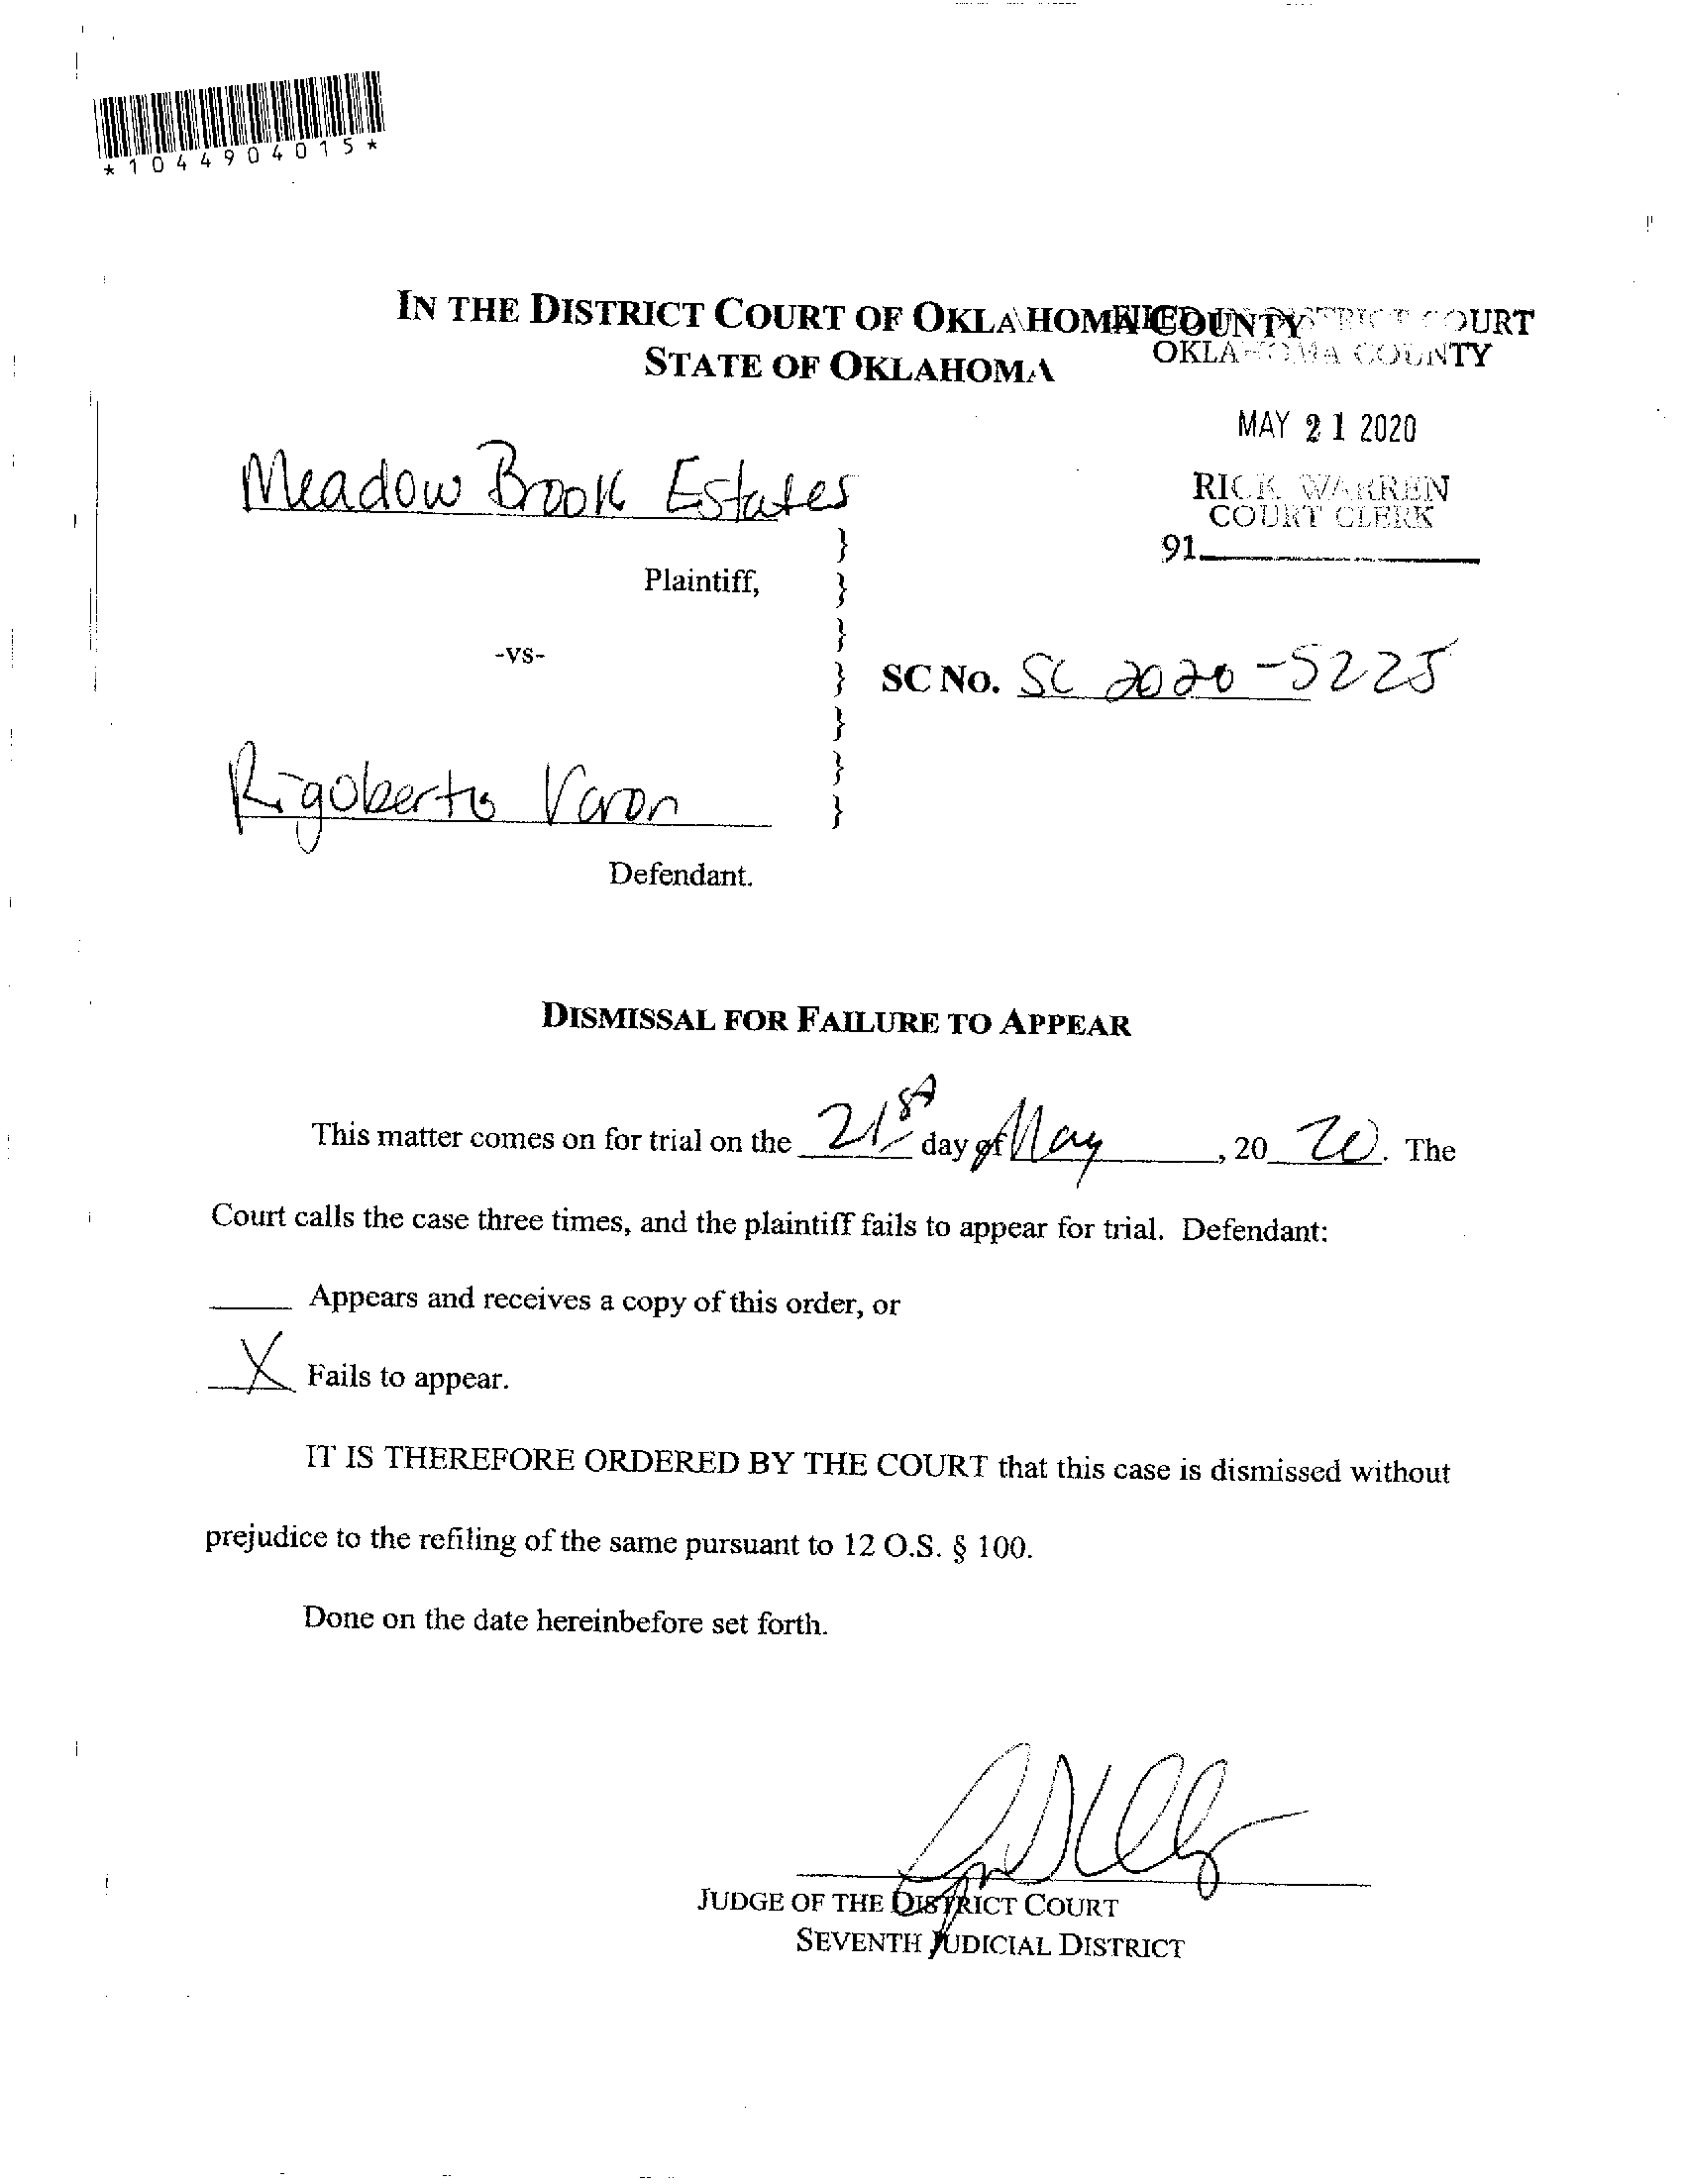 *1044904015*
IN THE DISTRICT COURT OF OKLAHOMA COUNTY
STATE OF OKLAHOMA
FILED IN DISTRICT COURT
OKLAHOMA COUNTY
MAY 21 2020
RICK WARREN
COURT CLERK
91
Meadow Brook Estates
Plaintiff,
-vs-
SC NO. SC 2020-5225
Rigoberto Varon
Defendant.
}
}
}
}
}
}
}
DISMISSAL FOR FAILURE TO APPEAR
This matter comes on for trial on the 21st day of May, 20 20. The
Court calls the case three times, and the plaintiff fails to appear for trial. Defendant:
Appears and receives a copy of this order, or
X Fails to appear.
IT IS THEREFORE ORDERED BY THE COURT that this case is dismissed without
prejudice to the refiling of the same pursuant to 12 O.S. § 100.
Done on the date hereinbefore set forth.
JUDGE OF THE DISTRICT COURT
SEVENTH JUDICIAL DISTRICT